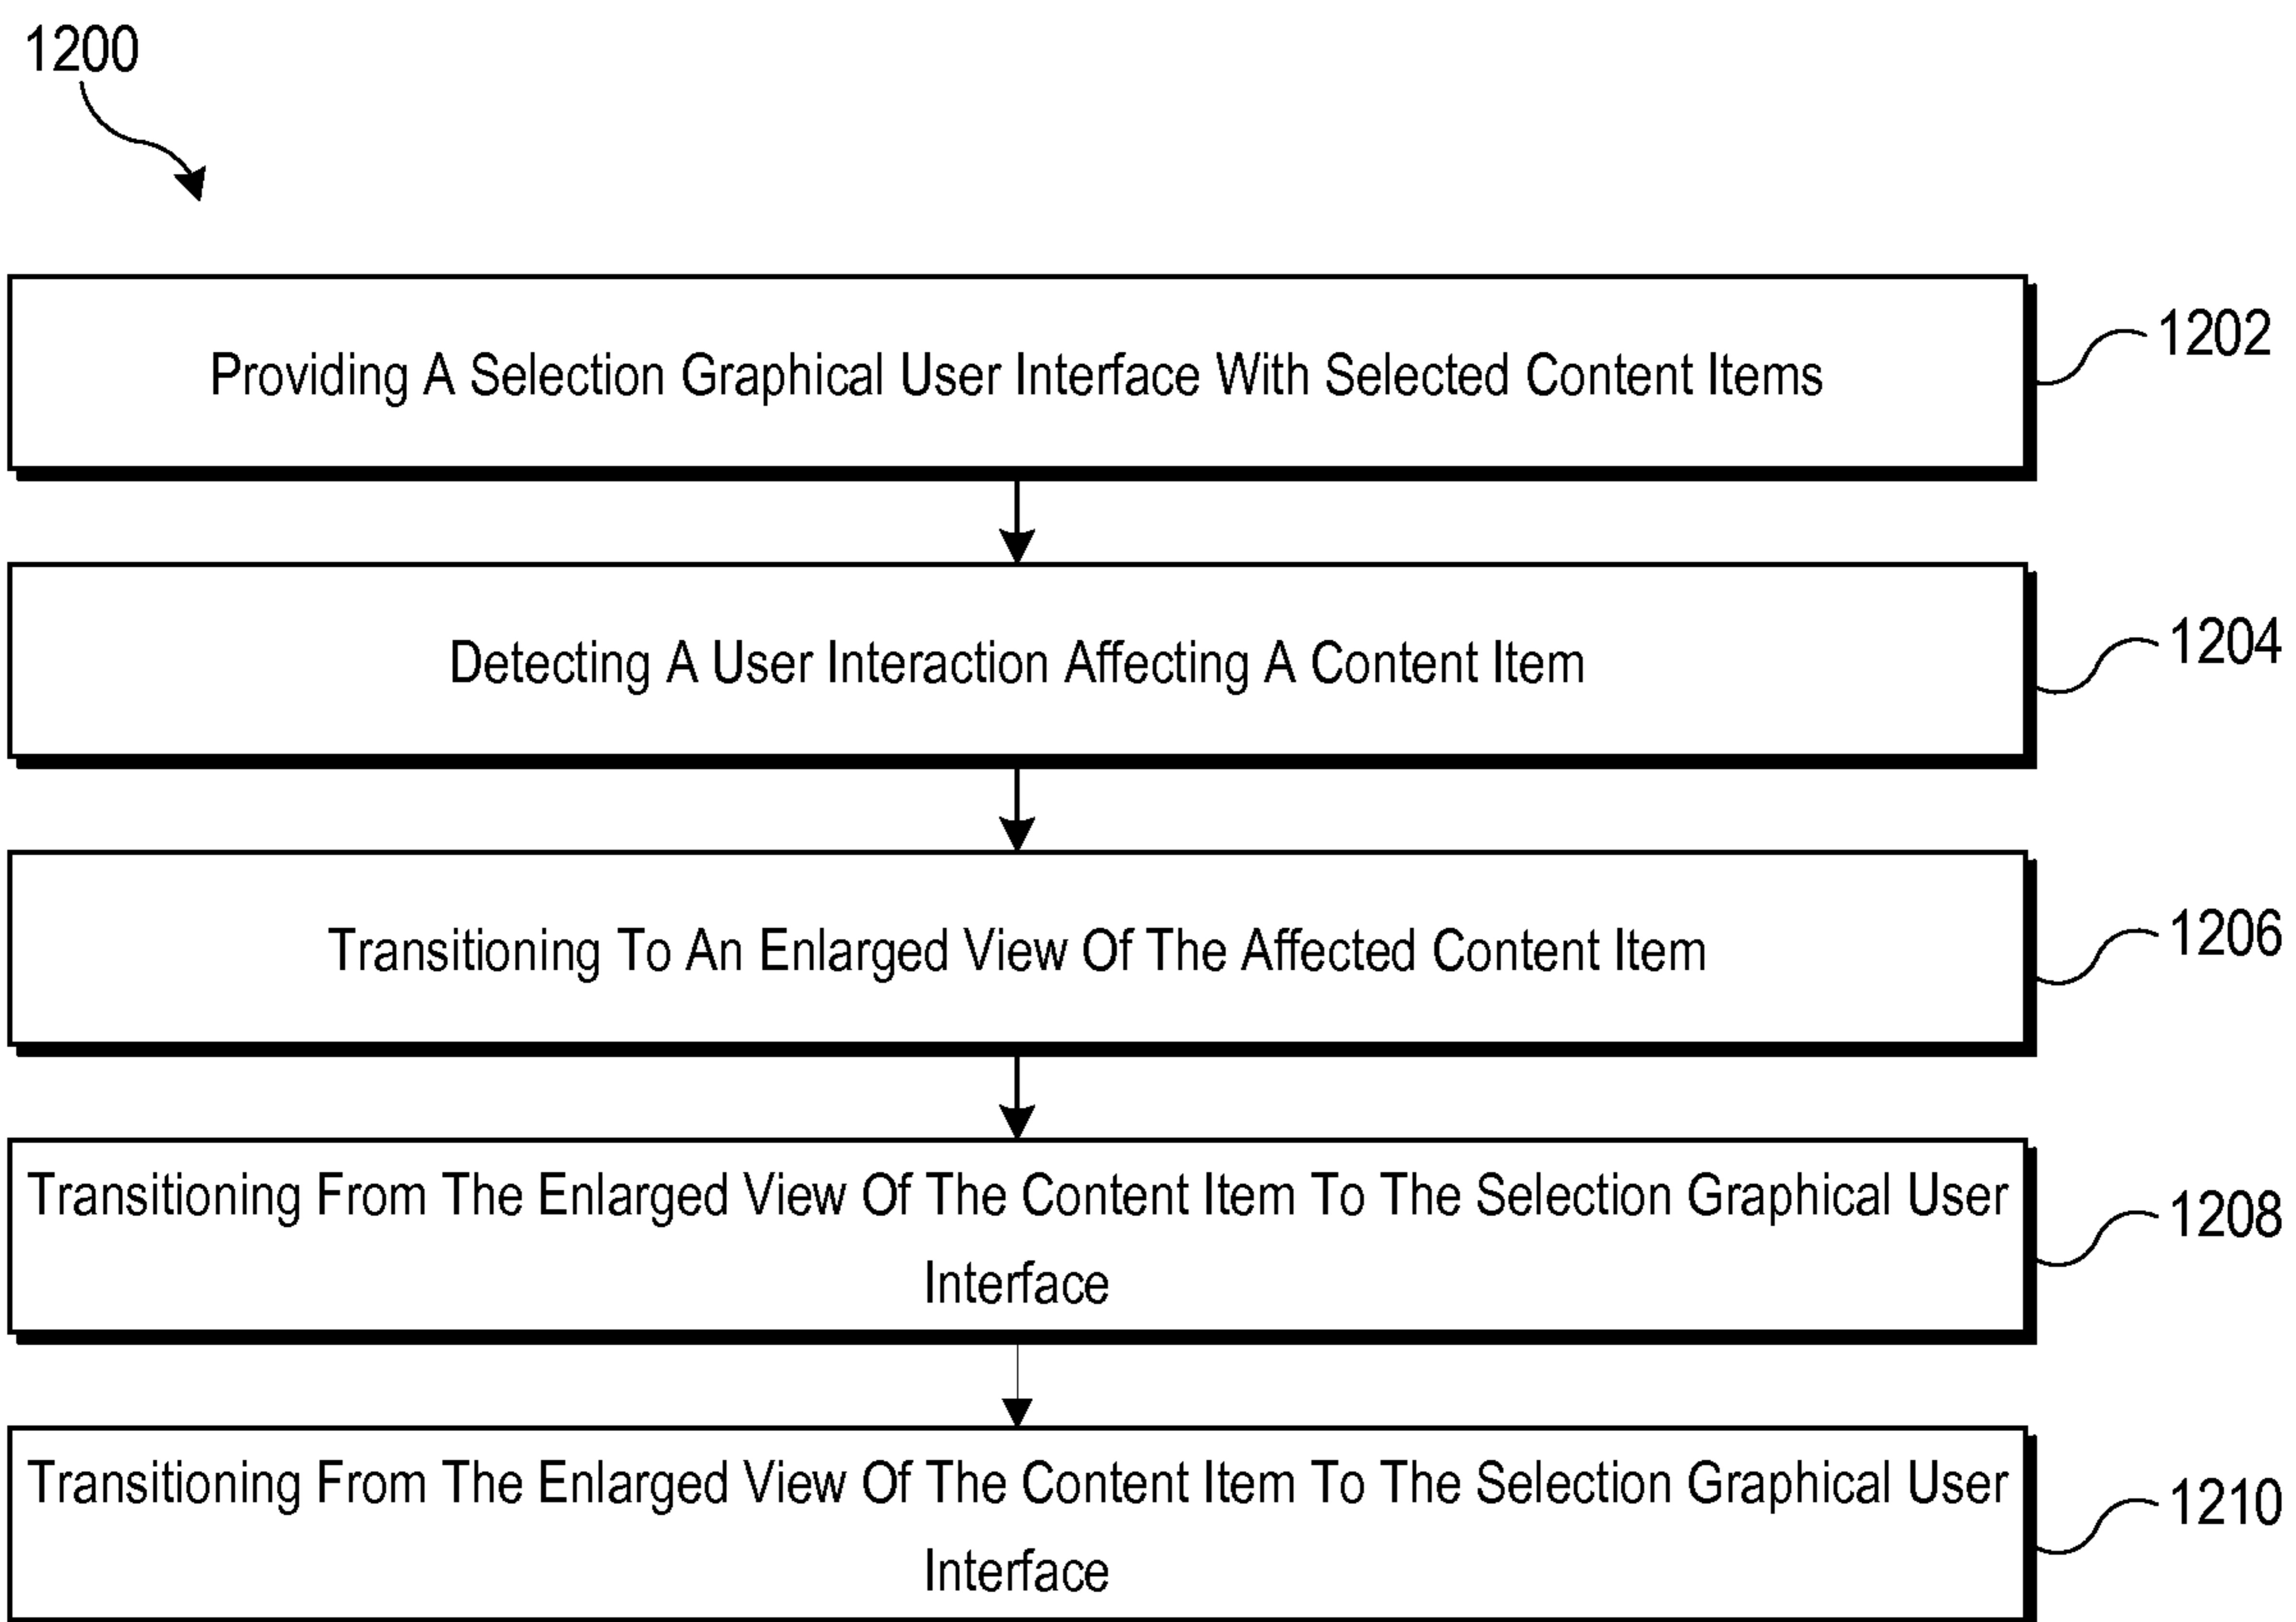 1200
Providing A Selection Graphical User Interface With Selected Content Items
1202
Detecting A User Interaction Affecting A Content Item
1204
Transitioning To An Enlarged View Of The Affected Content Item
1206
Transitioning From The Enlarged View Of The Content Item To The Selection Graphical User
Interface
1208
Transitioning From The Enlarged View Of The Content Item To The Selection Graphical User
Interface
1210